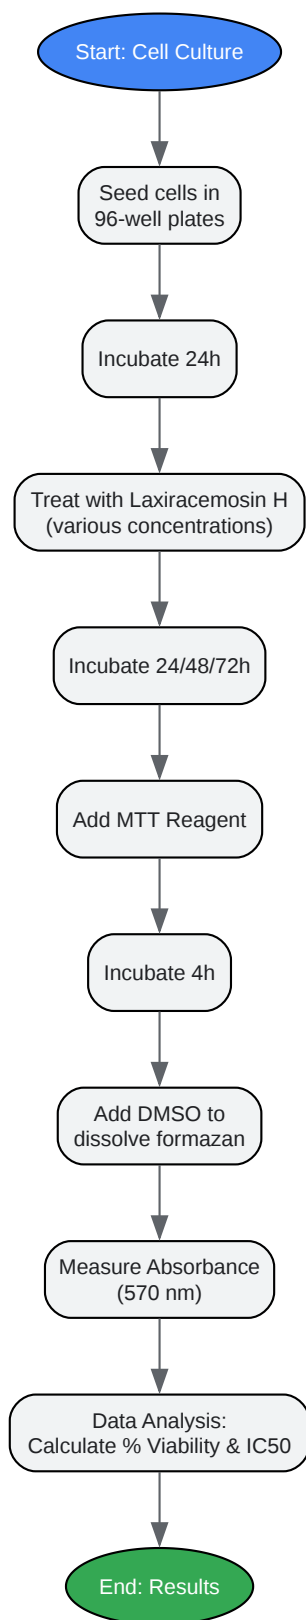 Start: Cell Culture
Seed cells in
96-well plates
Incubate 24h
Treat with Laxiracemosin H
(various concentrations)
Incubate 24/48/72h
Add MTT Reagent
Incubate 4h
Add DMSO to
dissolve formazan
Measure Absorbance
(570 nm)
Data Analysis:
Calculate % Viability & IC50
End: Results